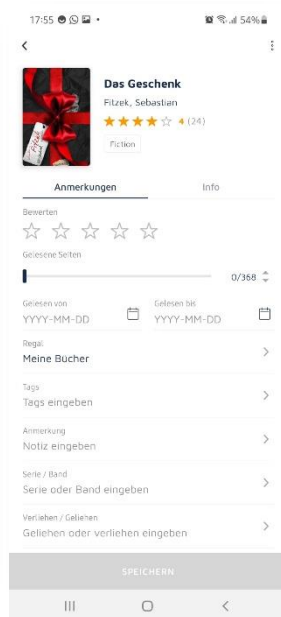 17:55
54%
Das Geschenk
Fitzek, Sebastian
4 (24)
Fiction
Fitzek
Anmerkungen Info
Bewerten
Gelesene Seiten
0/368
Gelesen von Gelesen bis
YYYY-MM-DD YYYY-MM-DD
Regal
Meine Bücher
Tags
Tags eingeben
Anmerkung
Notiz eingeben
Serie / Band
Serie oder Band eingeben
Verliehen / Geliehen
Geliehen oder verliehen eingeben
SPEICHERN